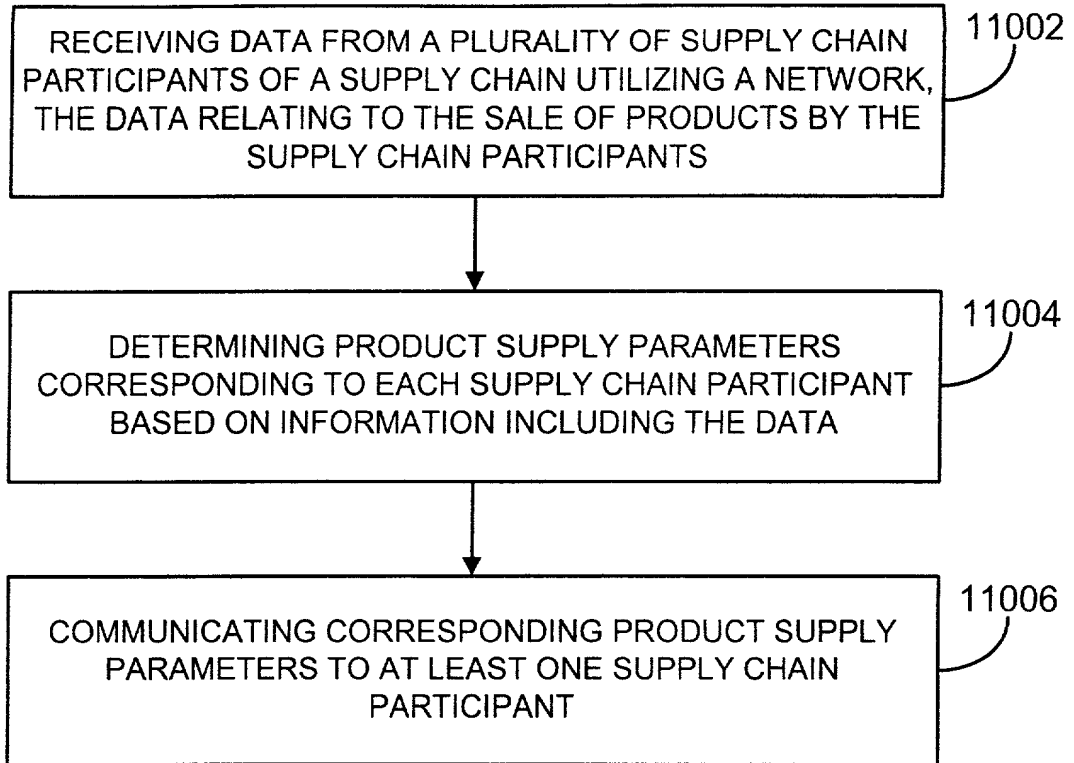 RECEIVING DATA FROM A PLURALITY OF SUPPLY CHAIN
PARTICIPANTS OF A SUPPLY CHAIN UTILIZING A NETWORK,
THE DATA RELATING TO THE SALE OF PRODUCTS BY THE
SUPPLY CHAIN PARTICIPANTS
11002
DETERMINING PRODUCT SUPPLY PARAMETERS
CORRESPONDING TO EACH SUPPLY CHAIN PARTICIPANT
BASED ON INFORMATION INCLUDING THE DATA
11004
COMMUNICATING CORRESPONDING PRODUCT SUPPLY
PARAMETERS TO AT LEAST ONE SUPPLY CHAIN
PARTICIPANT
11006